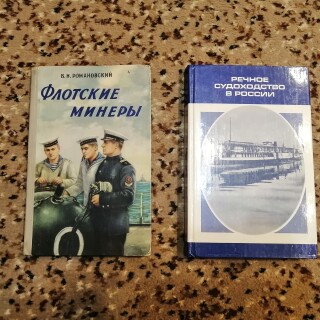 В.Н.РОМАНОВСКИЙ
ФЛОТСКИЕ
МИНЕРЫ
РЕЧНОЕ
СУДОХОДСТВО
В РОССИИ